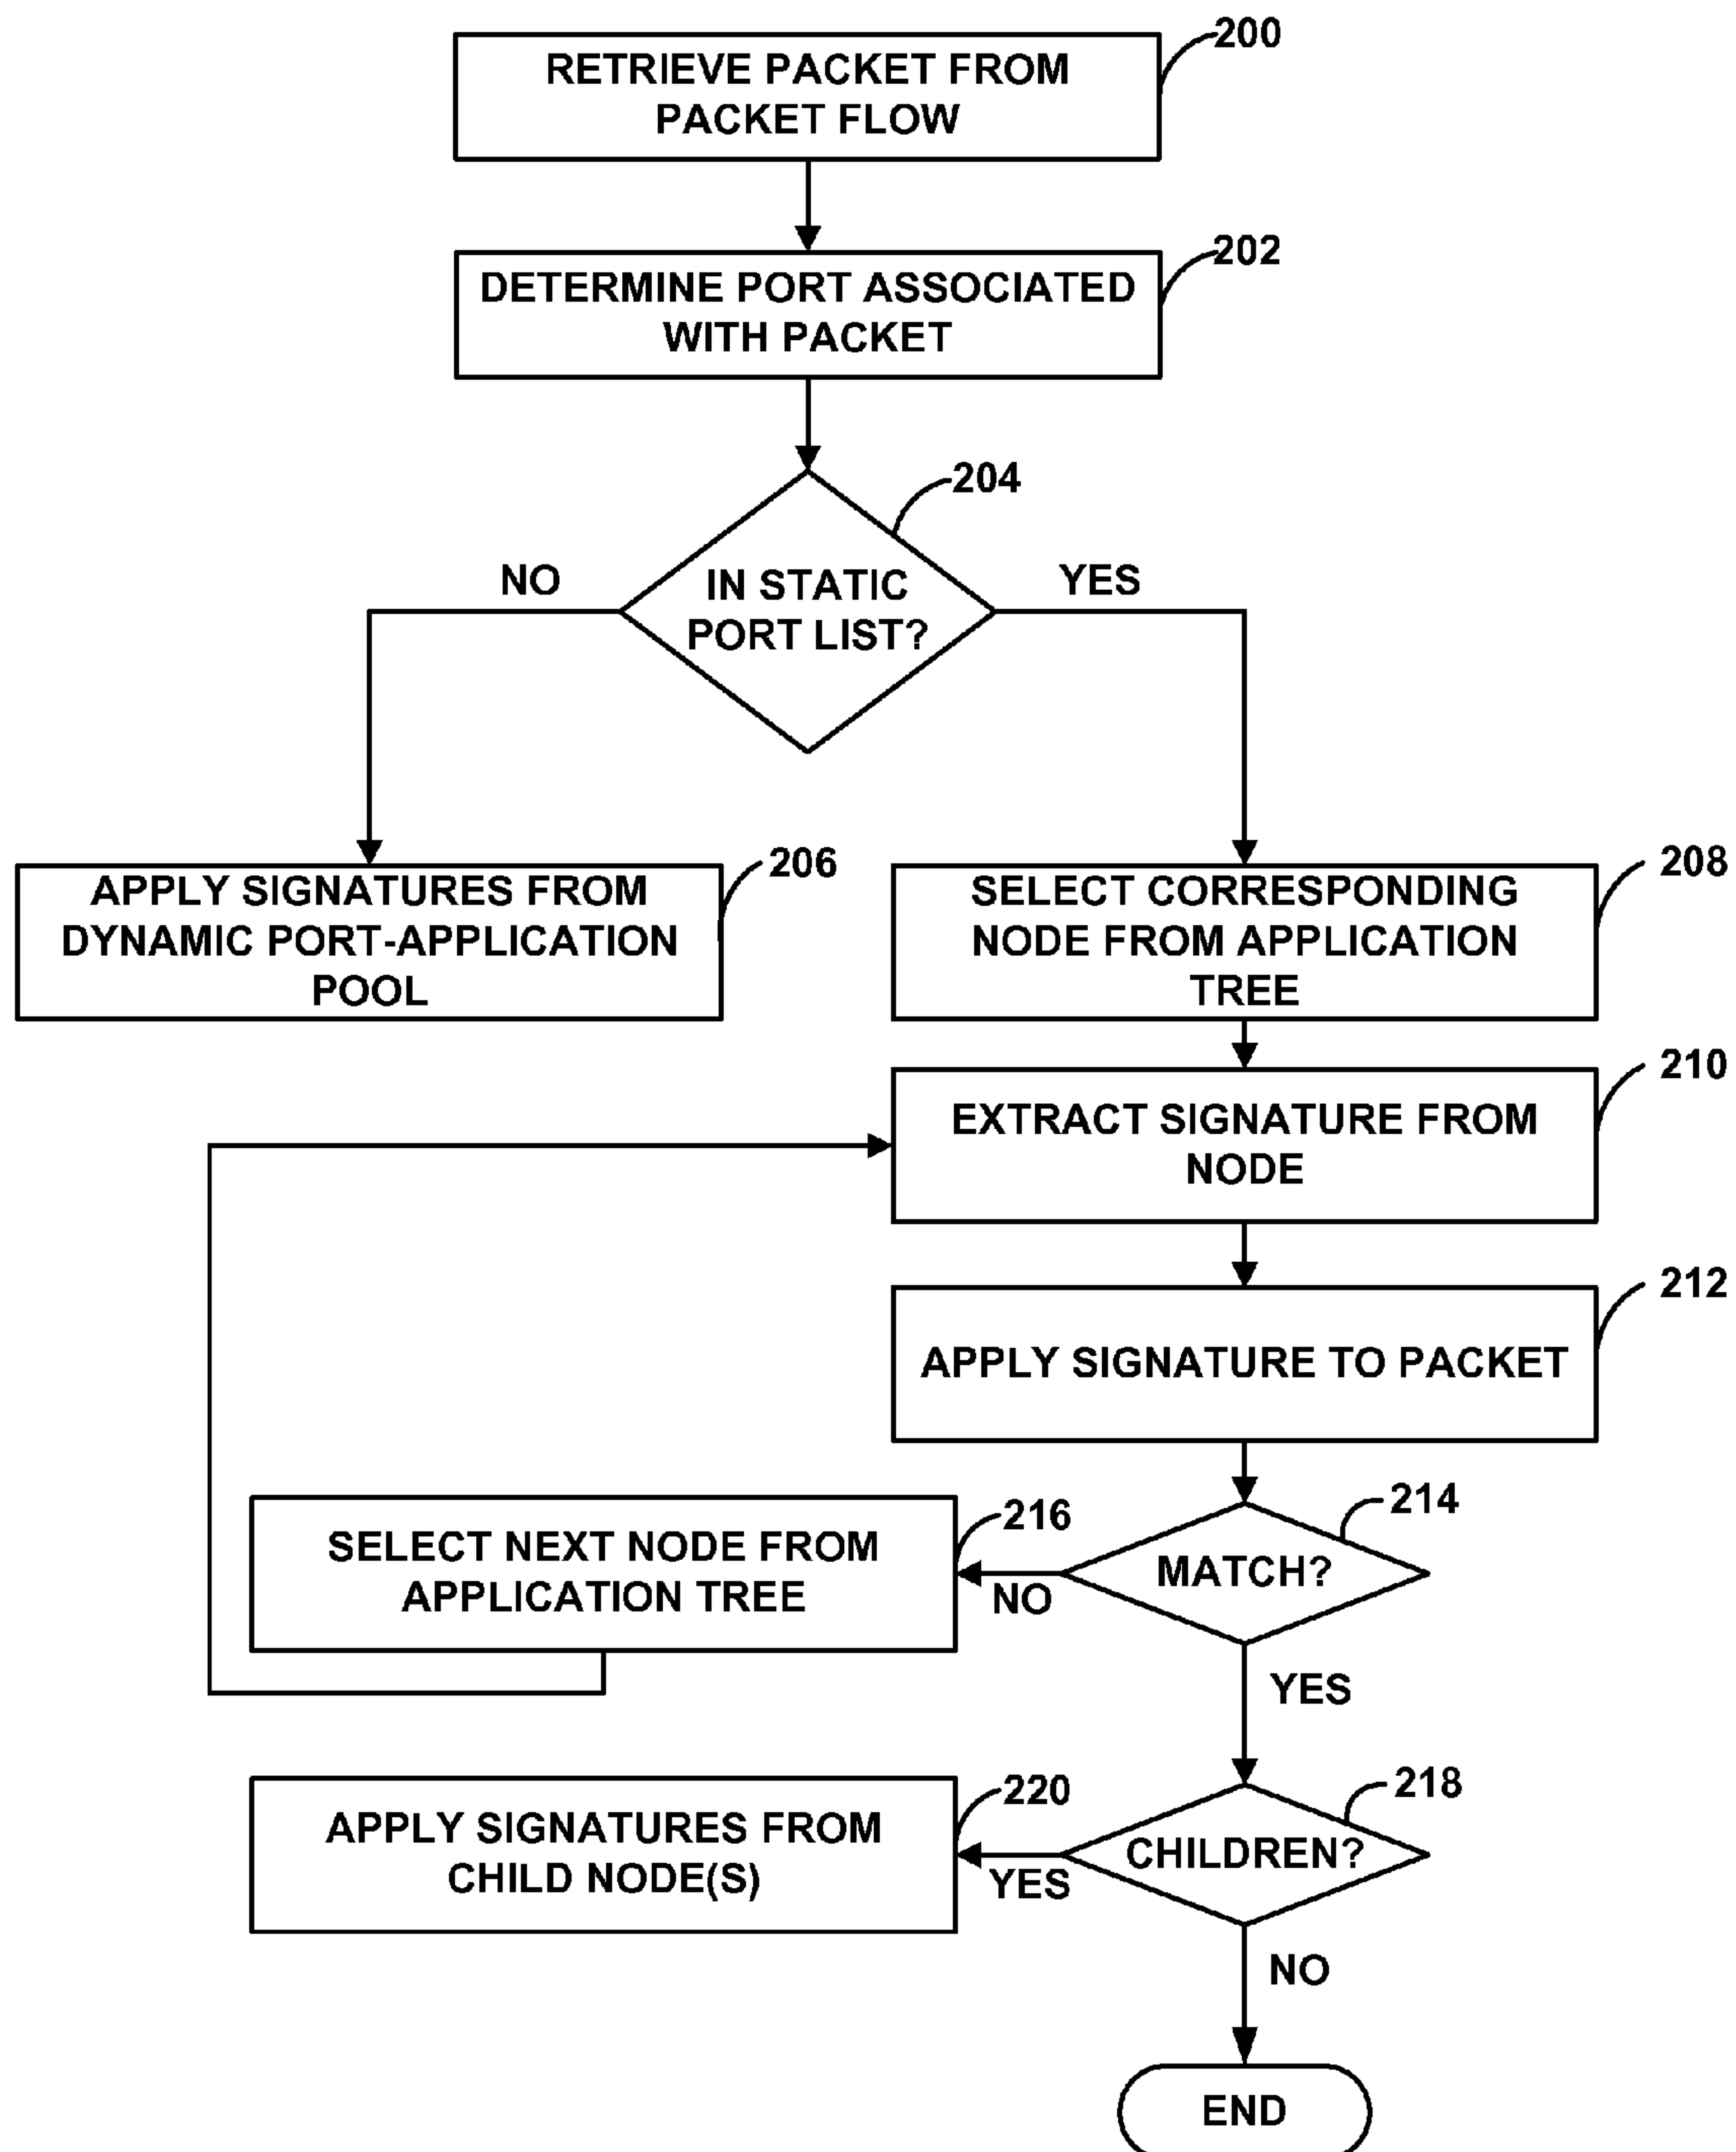 200
RETRIEVE PACKET FROM
PACKET FLOW
202
DETERMINE PORT ASSOCIATED
WITH PACKET
204
IN STATIC
PORT LIST?
NO
YES
206
APPLY SIGNATURES FROM
DYNAMIC PORT-APPLICATION
POOL
208
SELECT CORRESPONDING
NODE FROM APPLICATION
TREE
210
EXTRACT SIGNATURE FROM
NODE
212
APPLY SIGNATURE TO PACKET
214
MATCH?
NO
216
SELECT NEXT NODE FROM
APPLICATION TREE
YES
218
CHILDREN?
YES
220
APPLY SIGNATURES FROM
CHILD NODE(S)
NO
END